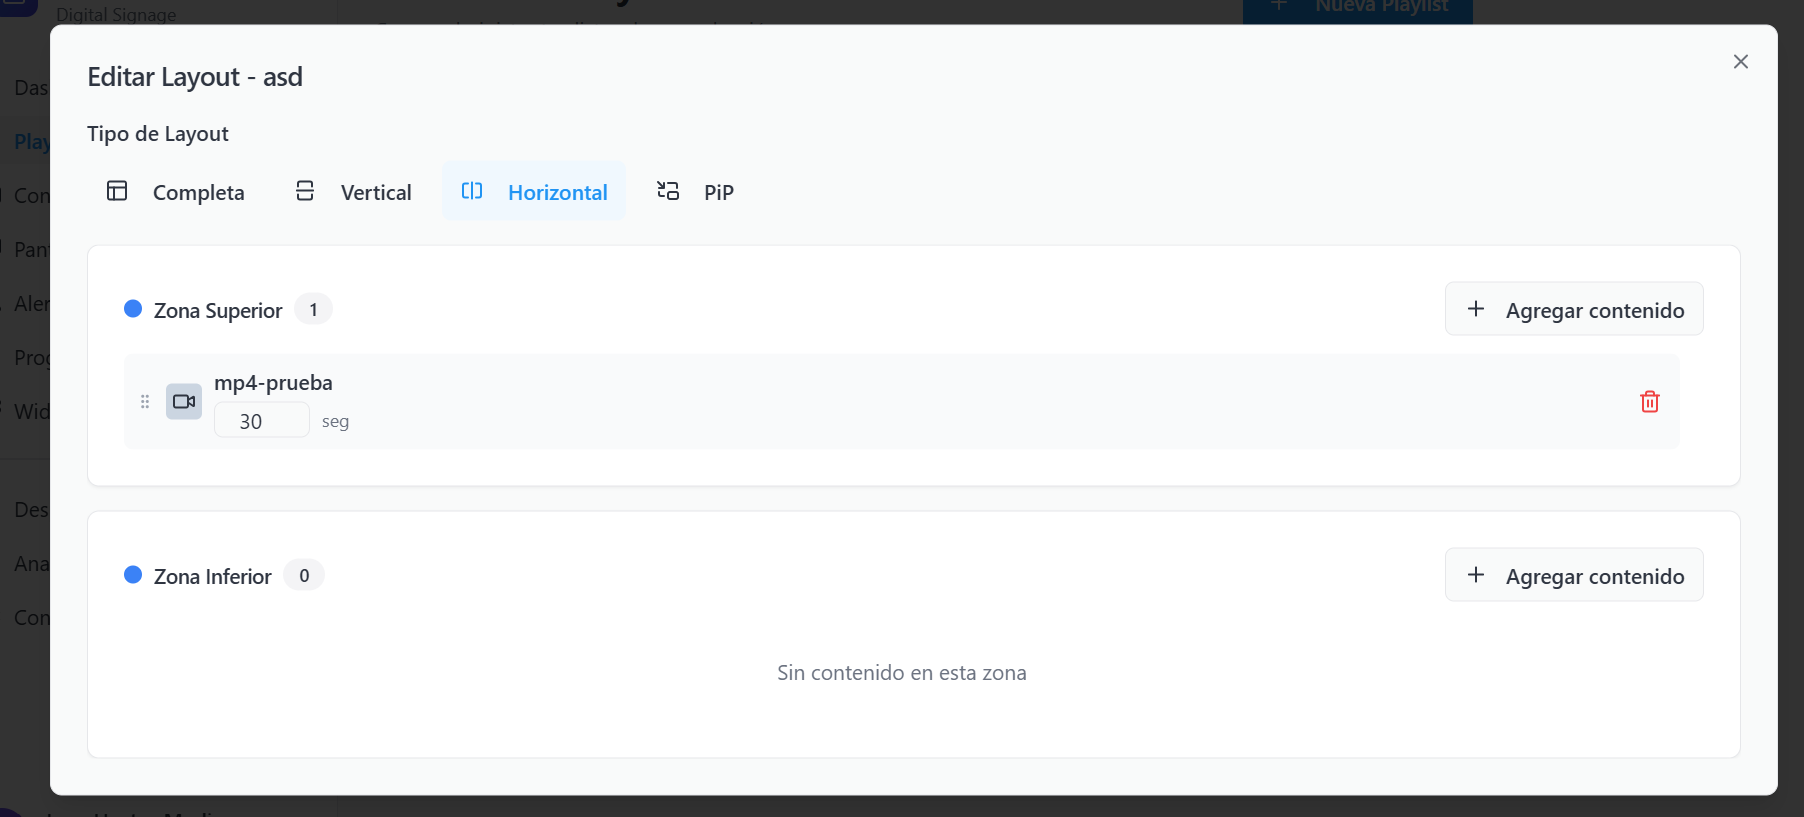 Digital Signage
Nueva Playlist
Editar Layout - asd
Tipo de Layout
Completa
Vertical
Horizontal
PiP
Zona Superior 1
Agregar contenido
mp4-prueba
30 seg
Zona Inferior 0
Agregar contenido
Sin contenido en esta zona
Das
Play
Con
Pan
Aler
Prog
Wid
Des
Ana
Con